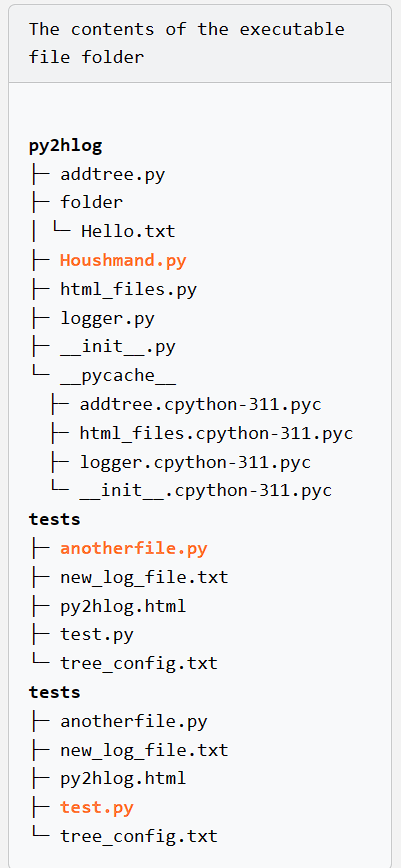 The contents of the executable
file folder
py2hlog
├─ addtree.py
├─ folder
│ └─ Hello.txt
├─ Houshmand.py
├─ html_files.py
├─ logger.py
├─ __init__.py
└─ __pycache__
  ├─ addtree.cpython-311.pyc
  ├─ html_files.cpython-311.pyc
  ├─ logger.cpython-311.pyc
  └─ __init__.cpython-311.pyc
tests
├─ anotherfile.py
├─ new_log_file.txt
├─ py2hlog.html
├─ test.py
└─ tree_config.txt
tests
├─ anotherfile.py
├─ new_log_file.txt
├─ py2hlog.html
├─ test.py
└─ tree_config.txt